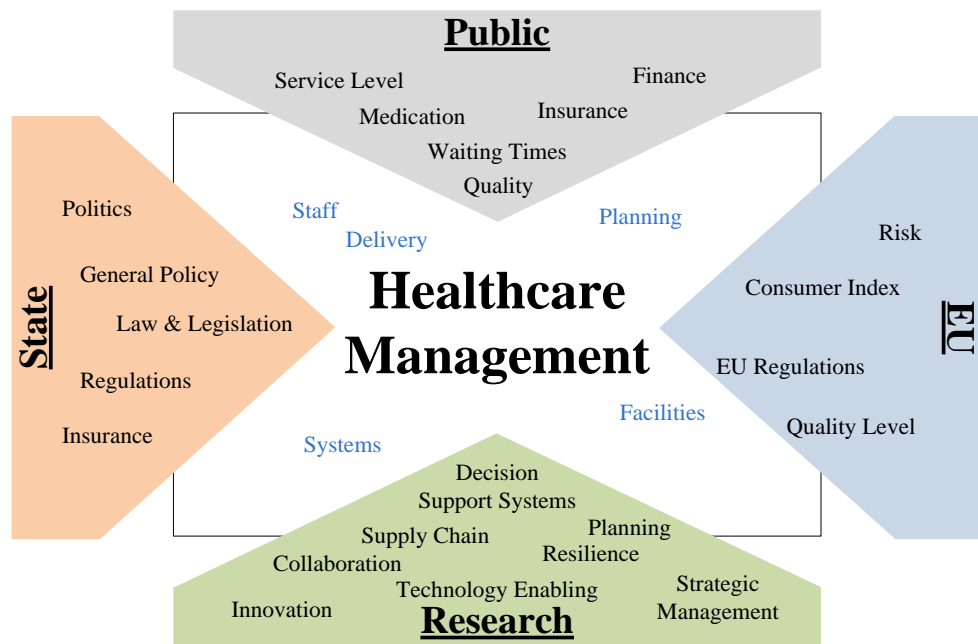 Public
Service Level
Finance
Medication
Insurance
Waiting Times
Quality
State
Politics
General Policy
Law & Legislation
Regulations
Insurance
Staff
Delivery
Planning
Healthcare
Management
Systems
Facilities
EU
Risk
Consumer Index
EU Regulations
Quality Level
Decision
Support Systems
Supply Chain
Planning
Resilience
Collaboration
Technology Enabling
Innovation
Strategic
Management
Research